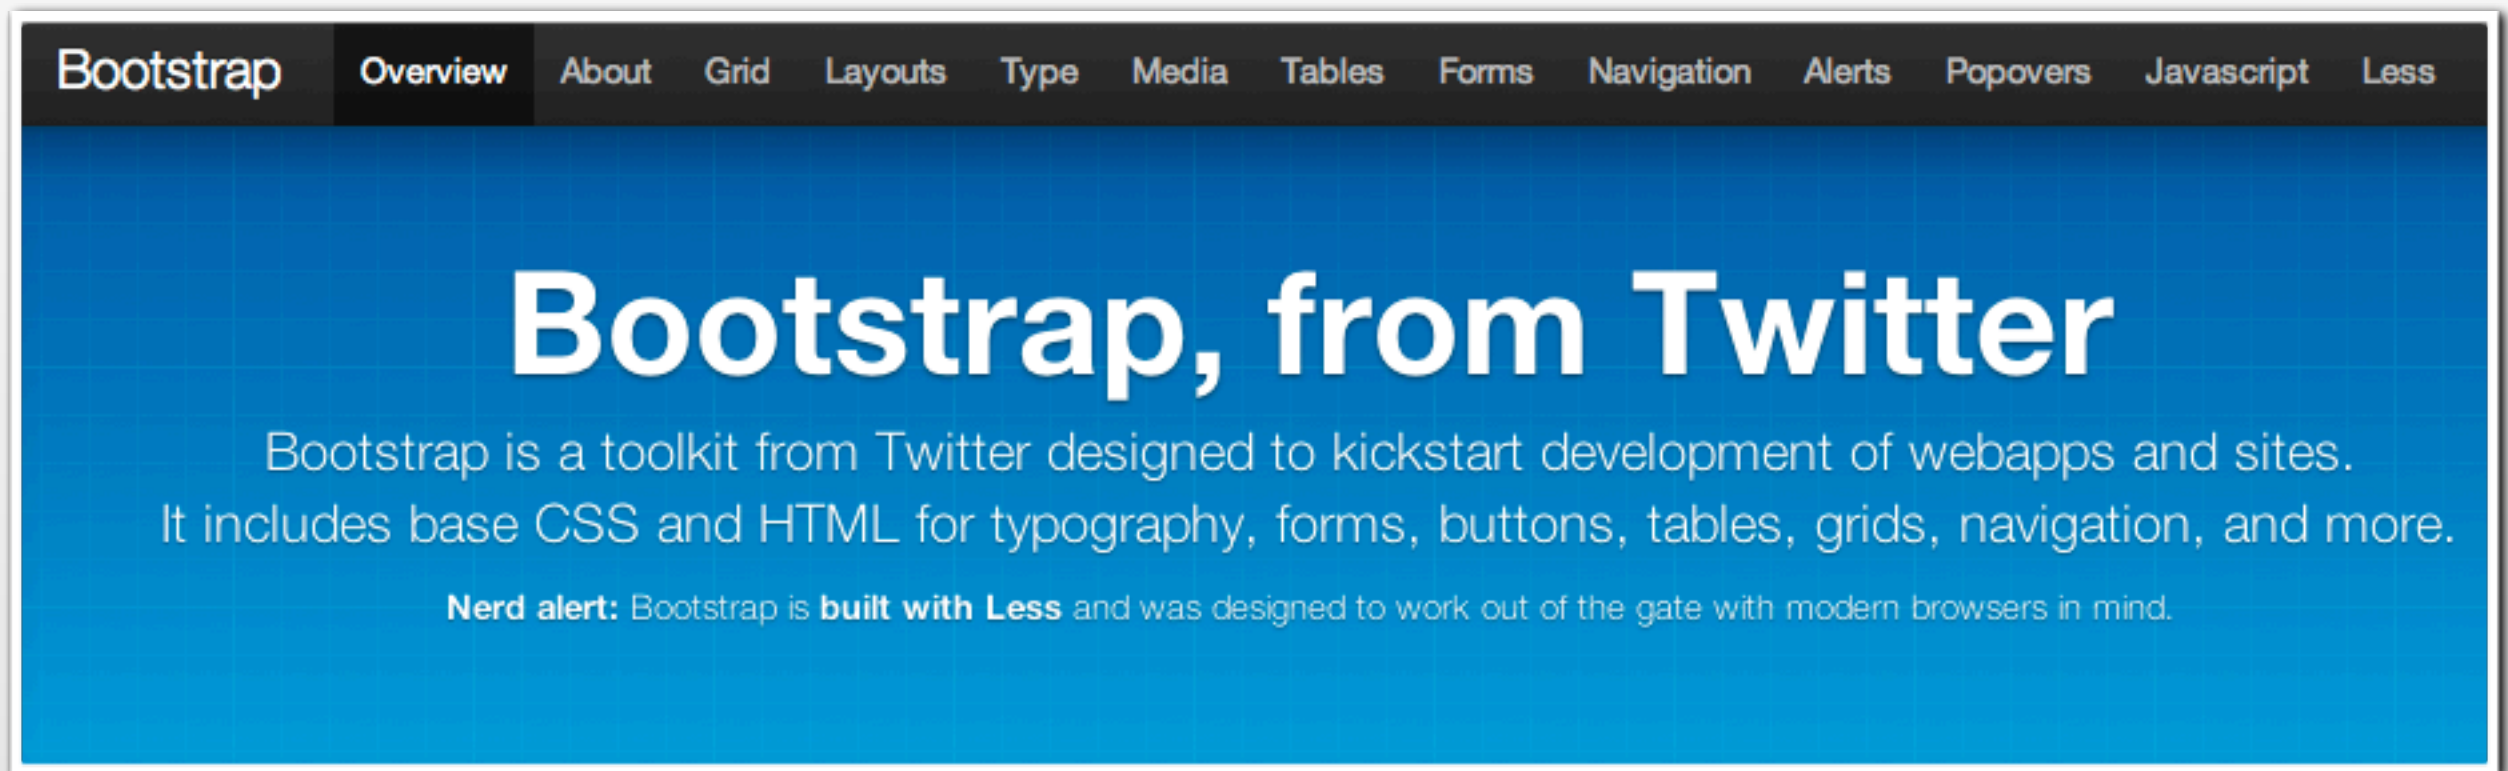 Bootstrap Overview About Grid Layouts Type Media Tables Forms Navigation Alerts Popovers Javascript Less
Bootstrap, from Twitter
Bootstrap is a toolkit from Twitter designed to kickstart development of webapps and sites.
It includes base CSS and HTML for typography, forms, buttons, tables, grids, navigation, and more.
Nerd alert: Bootstrap is built with Less and was designed to work out of the gate with modern browsers in mind.